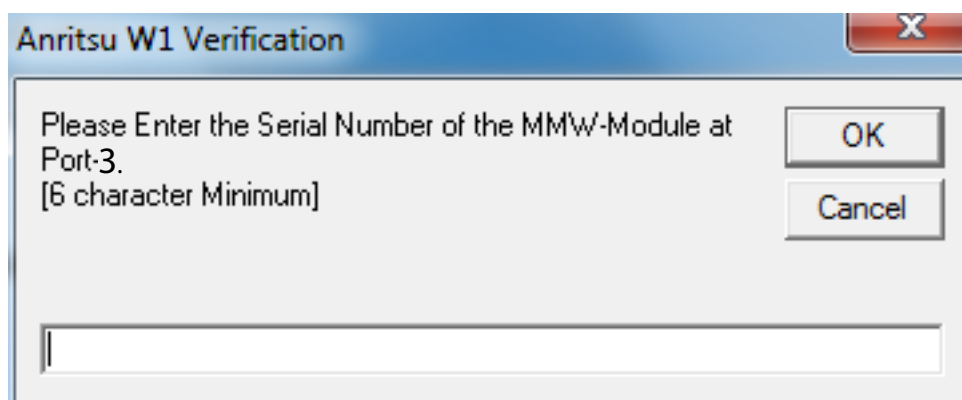 Anritsu W1 Verification
x
Please Enter the Serial Number of the MMW-Module at
Port-3.
[6 character Minimum]
OK
Cancel